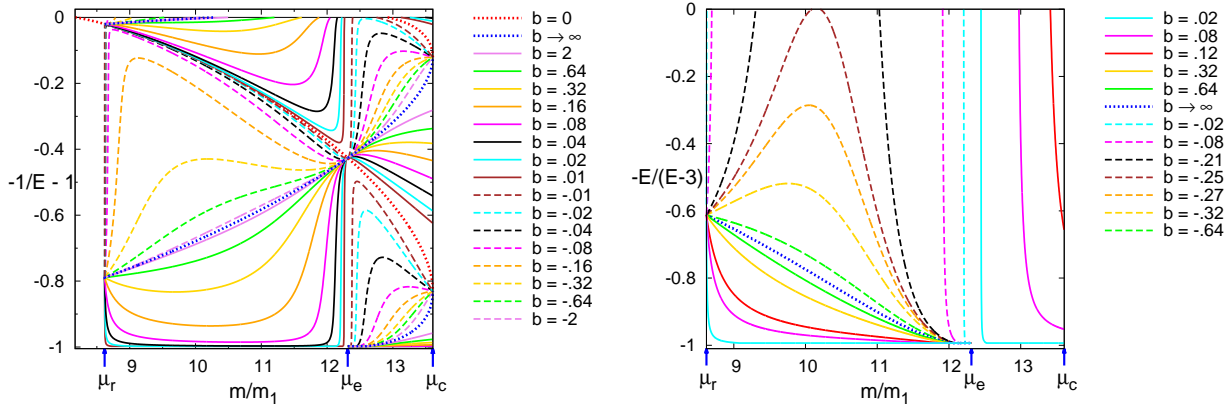 0
-0.2
-0.4
-1/E -
-0.6
-0.8
-1
9
10
11
12
13
μr
m/m1
μe
μc
b = 0
b → ∞
b = 2
b = .64
b = .32
b = .16
b = .08
b = .04
b = .02
b = .01
b = -.01
b = -.02
b = -.04
b = -.08
b = -.16
b = -.32
b = -.64
b = -2
0
-0.2
-0.4
-E/(E-3)
-0.6
-0.8
-1
9
10
11
12
13
μr
m/m1
μe
μc
b = .02
b = .08
b = .12
b = .32
b = .64
b → ∞
b = -.02
b = -.08
b = -.21
b = -.25
b = -.27
b = -.32
b = -.64